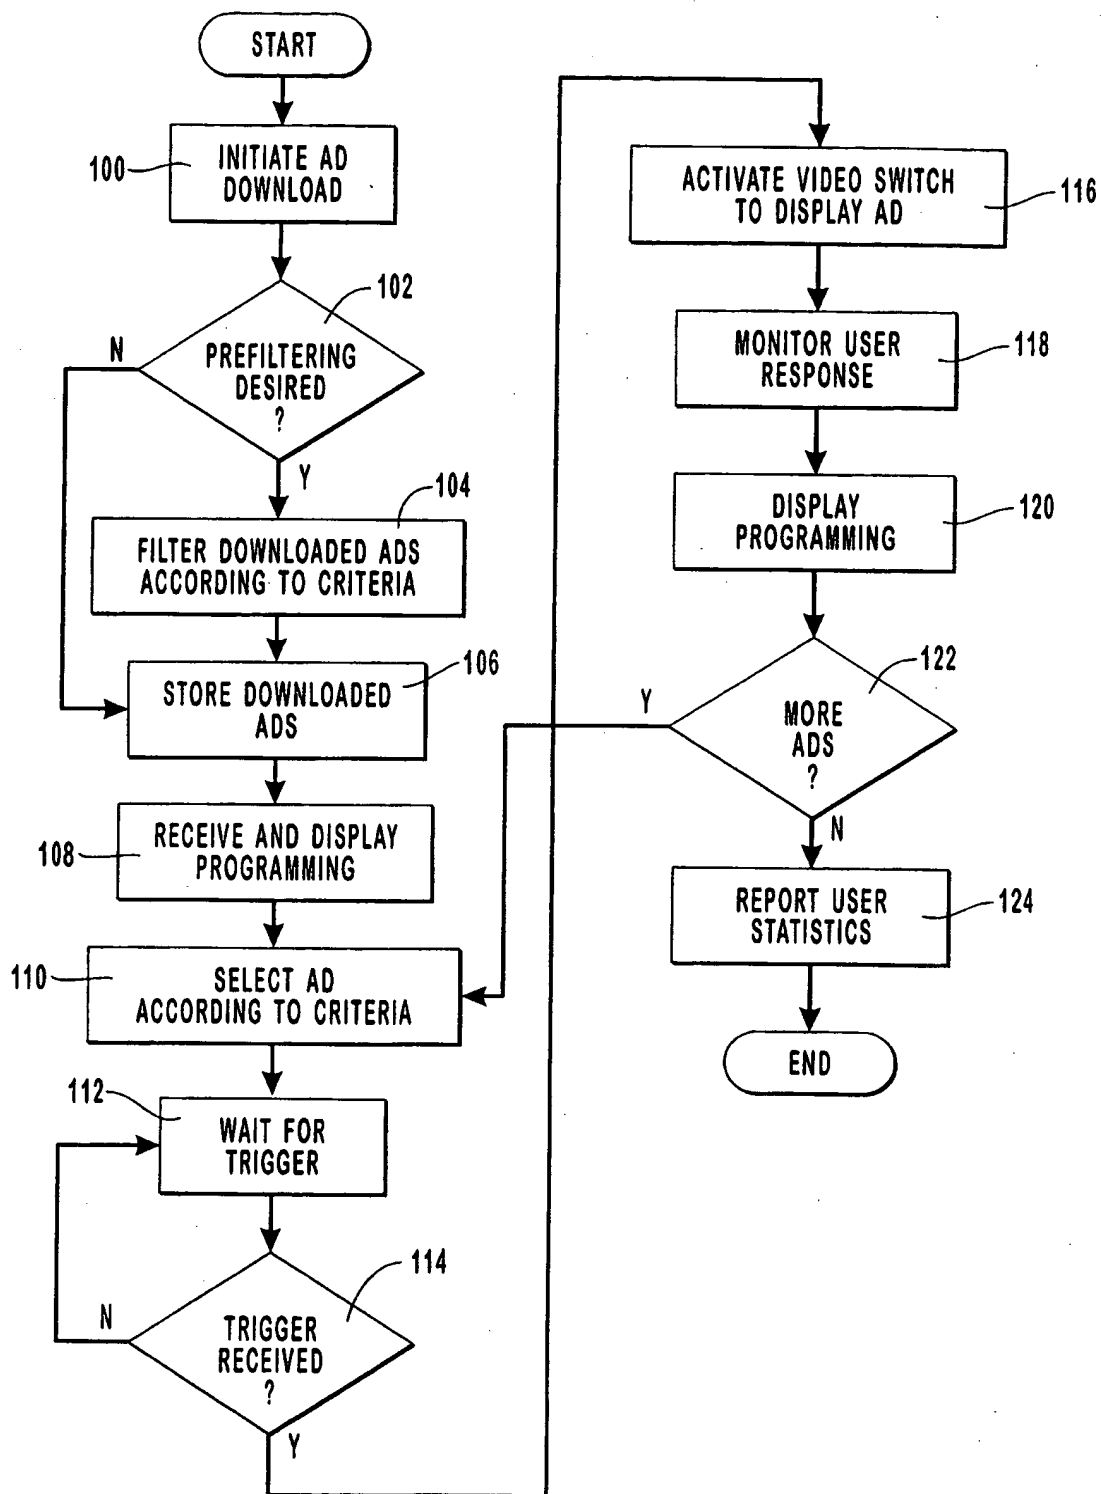 START
100
INITIATE AD
DOWNLOAD
102
N
PREFILTERING
DESIRED
?
Y
104
FILTER DOWNLOADED ADS
ACCORDING TO CRITERIA
106
STORE DOWNLOADED
ADS
108
RECEIVE AND DISPLAY
PROGRAMMING
110
SELECT AD
ACCORDING TO CRITERIA
112
WAIT FOR
TRIGGER
114
N
TRIGGER
RECEIVED
?
Y
ACTIVATE VIDEO SWITCH
TO DISPLAY AD
116
MONITOR USER
RESPONSE
118
DISPLAY
PROGRAMMING
120
122
Y
MORE
ADS
?
N
REPORT USER
STATISTICS
124
END